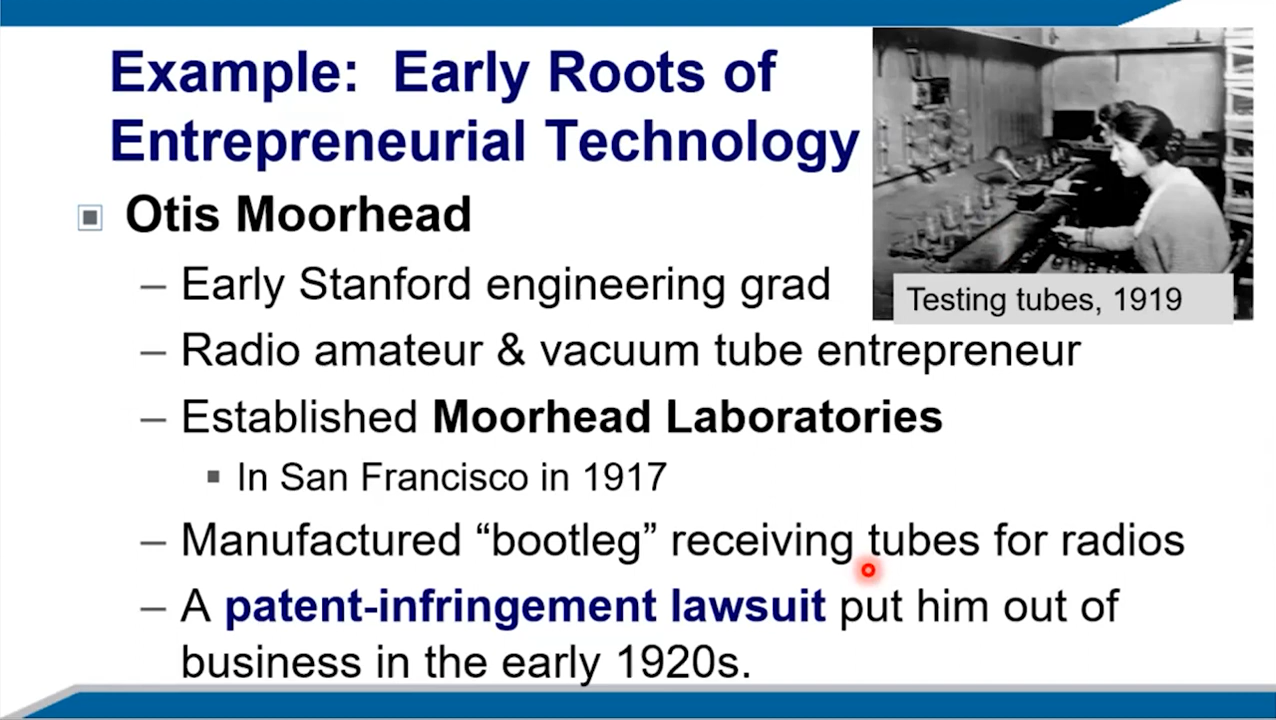 Example: Early Roots of
Entrepreneurial Technology
Otis Moorhead
– Early Stanford engineering grad
– Radio amateur & vacuum tube entrepreneur
– Established Moorhead Laboratories
▪ In San Francisco in 1917
– Manufactured “bootleg” receiving tubes for radios
– A patent-infringement lawsuit put him out of
business in the early 1920s.
Testing tubes, 1919